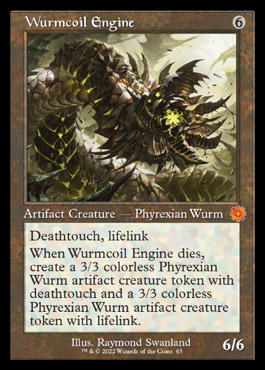 Wurmcoil Engine 6
Artifact Creature — Phyrexian Wurm
Deathtouch, lifelink
When Wurmcoil Engine dies,
create a 3/3 colorless Phyrexian
Wurm artifact creature token with
deathtouch and a 3/3 colorless
Phyrexian Wurm artifact creature
token with lifelink.
Illus. Raymond Swanland
6/6
™ & © 2022 Wizards of the Coast 63